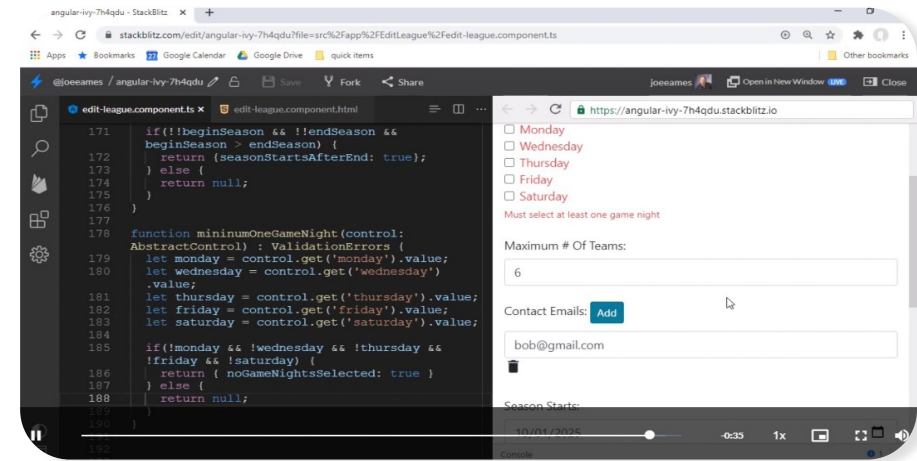 angular-ivy-7h4qdu - StackBlitz
stackblitz.com/edit/angular-ivy-7h4qdu?file=src%2Fapp%2FEditLeague%2Fedit-league.component.ts
Apps Bookmarks 27 Google Calendar Google Drive quick items Other bookmarks
@joeeames / angular-ivy-7h4qdu Save Fork Share joeeames Open in New Window LIVE Close
edit-league.component.ts edit-league.component.html
171 if(!!beginSeason && !!endSeason &&
beginSeason > endSeason) {
172 return {seasonStartsAfterEnd: true};
173 } else {
174 return null;
175 }
176 }
177
178 function mininumOneGameNight(control:
AbstractControl) : ValidationErrors {
179 let monday = control.get('monday').value;
180 let wednesday = control.get('wednesday')
.value;
181 let thursday = control.get('thursday').value;
182 let friday = control.get('friday').value;
183 let saturday = control.get('saturday').value;
184
185 if(!monday && !wednesday && !thursday &&
!friday && !saturday) {
186 return { noGameNightsSelected: true }
187 } else {
188 return null;
189 }
190 }
192
https://angular-ivy-7h4qdu.stackblitz.io
Monday
Wednesday
Thursday
Friday
Saturday
Must select at least one game night
Maximum # Of Teams:
6
Contact Emails: Add
bob@gmail.com
Season Starts:
10/01/2025
-0:35 1x
Console